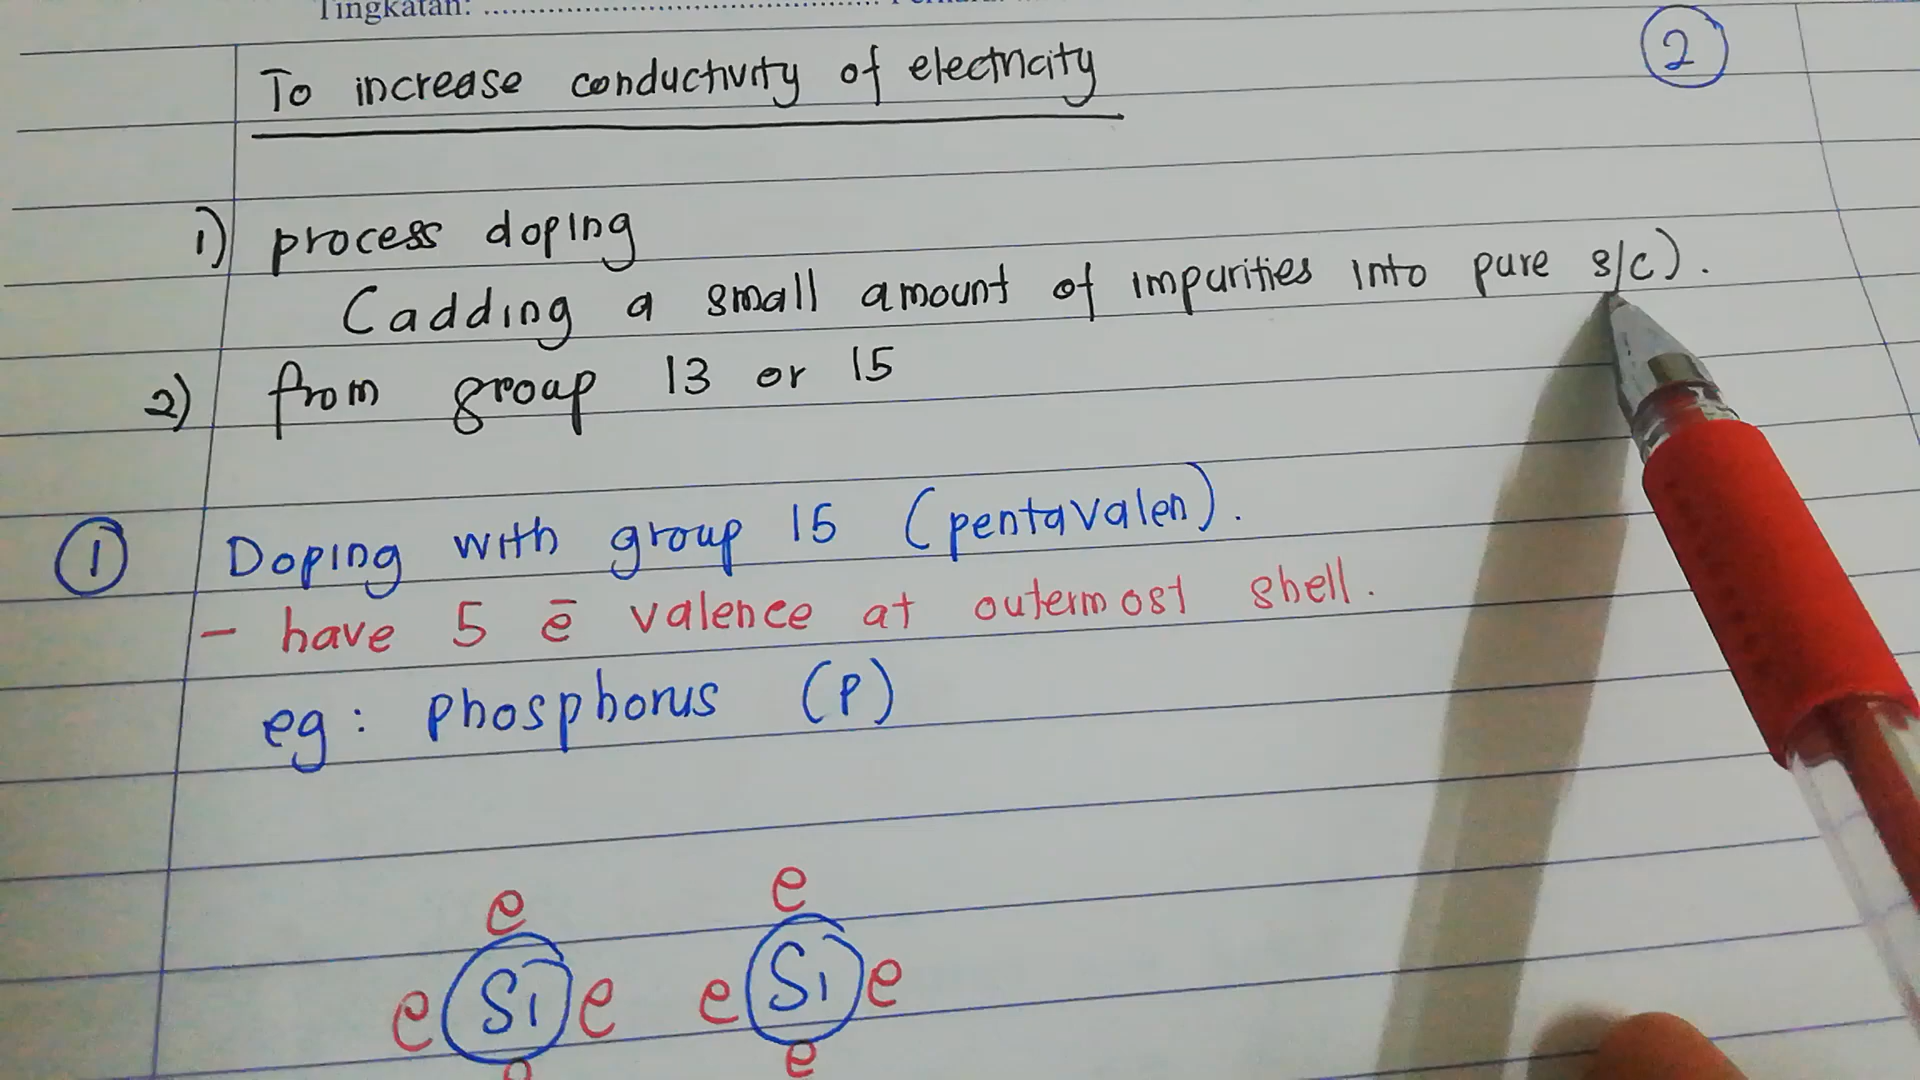 Tingkatan:
To increase conductivity of electricity
2
1) process doping
(adding a small amount of impurities into pure s/c).
2) from group 13 or 15
1 Doping with group 15 (pentavalen).
- have 5 ē valence at outermost shell.
eg: phosphorus (P)
e e
e Si e e Si e
e e